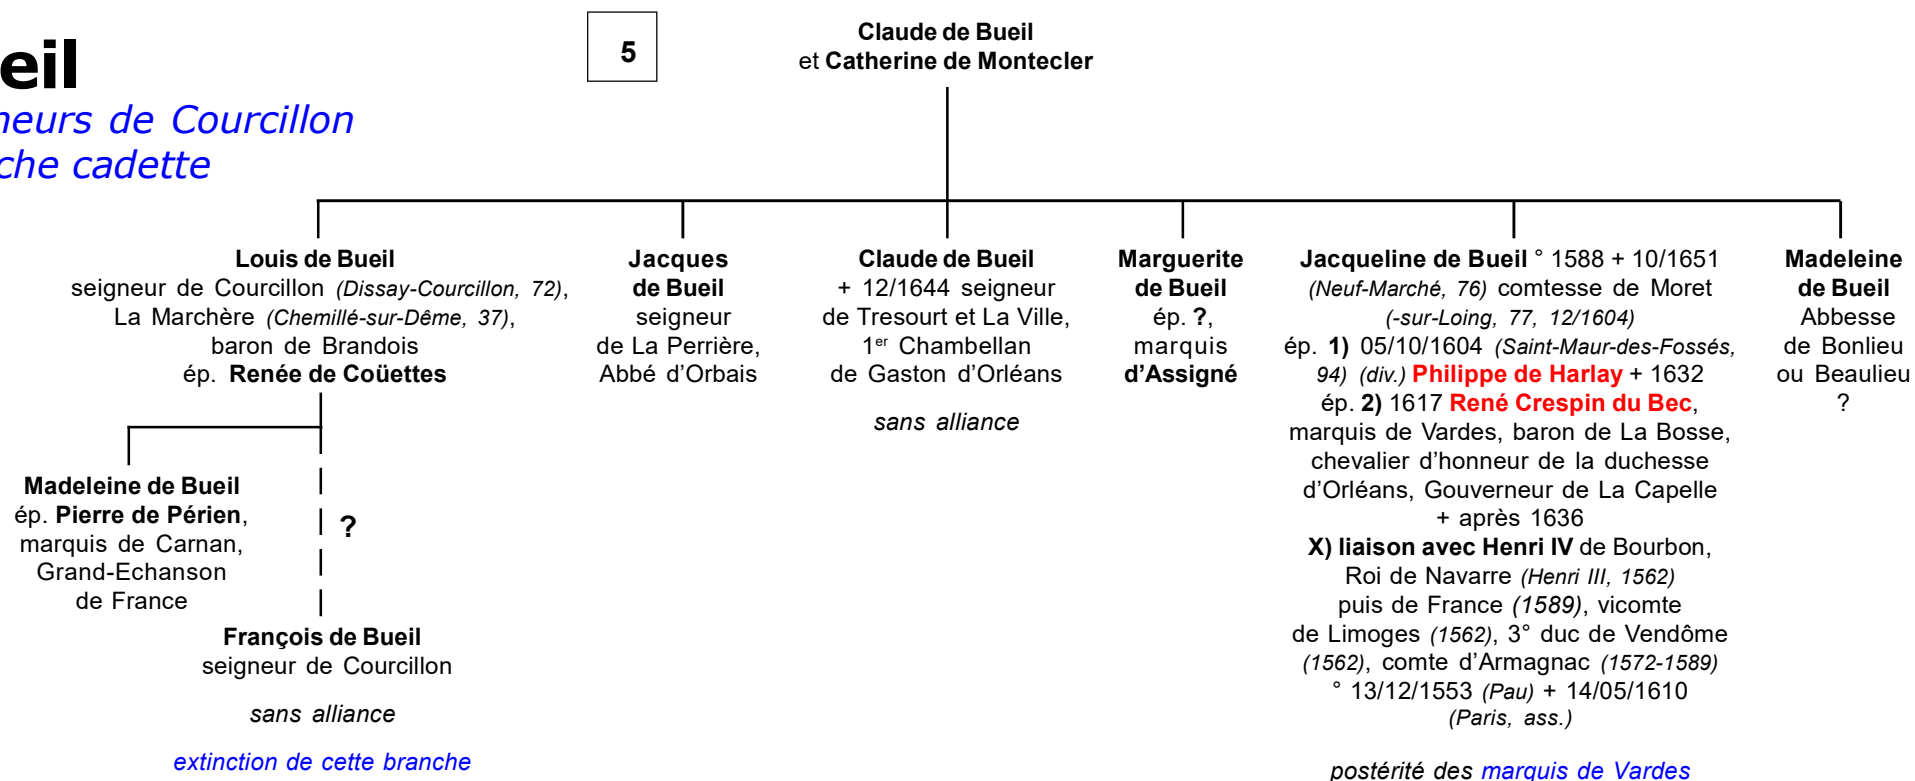 eil
neurs de Courcillon
che cadette
5
Claude de Bueil
et Catherine de Montecler
Louis de Bueil
seigneur de Courcillon (Dissay-Courcillon, 72),
La Marchère (Chemillé-sur-Dême, 37),
baron de Brandois
ép. Renée de Coüettes
Jacques
de Bueil
seigneur
de La Perrière,
Abbé d'Orbais
Claude de Bueil
+ 12/1644 seigneur
de Tresourt et La Ville,
1er Chambellan
de Gaston d'Orléans
sans alliance
Marguerite
de Bueil
ép. ?,
marquis
d'Assigné
Jacqueline de Bueil ° 1588 + 10/1651
(Neuf-Marché, 76) comtesse de Moret
(-sur-Loing, 77, 12/1604)
ép. 1) 05/10/1604 (Saint-Maur-des-Fossés,
94) (div.) Philippe de Harlay + 1632
ép. 2) 1617 René Crespin du Bec,
marquis de Vardes, baron de La Bosse,
chevalier d'honneur de la duchesse
d'Orléans, Gouverneur de La Capelle
+ après 1636
X) liaison avec Henri IV de Bourbon,
Roi de Navarre (Henri III, 1562)
puis de France (1589), vicomte
de Limoges (1562), 3° duc de Vendôme
(1562), comte d'Armagnac (1572-1589)
° 13/12/1553 (Pau) + 14/05/1610
(Paris, ass.)
postérité des marquis de Vardes
Madeleine
de Bueil
Abbesse
de Bonlieu
ou Beaulieu
?
Madeleine de Bueil
ép. Pierre de Périen,
marquis de Carnan,
Grand-Echanson
de France
?
François de Bueil
seigneur de Courcillon
sans alliance
extinction de cette branche